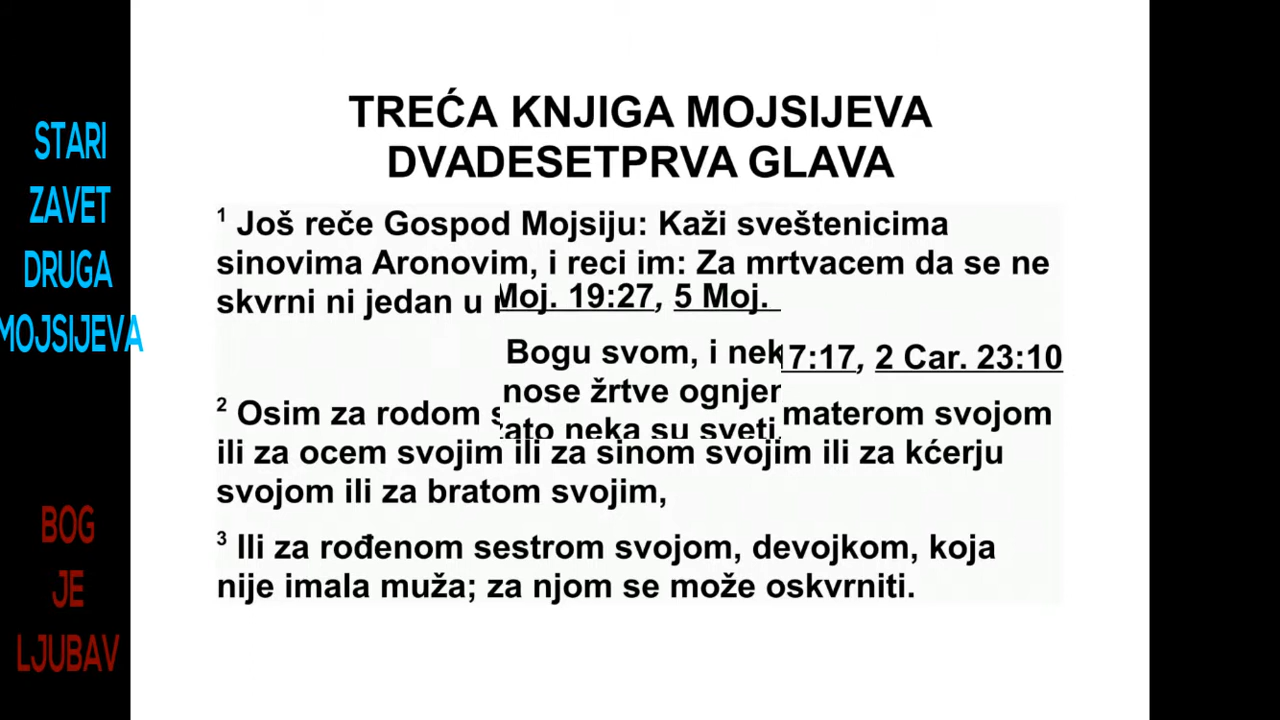 STARI
ZAVET
DRUGA
MOJSIJEVA
BOG
JE
LJUBAV
TREĆA KNJIGA MOJSIJEVA
DVADESETPRVA GLAVA
1 Još reče Gospod Mojsiju: Kaži sveštenicima
sinovima Aronovim, i reci im: Za mrtvacem da se ne
skvrni ni jedan u
Moj. 19:27, 5 Moj.
Bogu svom, i
7:17, 2 Car. 23:10
nose žrtve
2 Osim za rodom
materom svojom
neka su sveti
ili za ocem svojim ili za sinom svojim ili za kćerju
svojom ili za bratom svojim,
3 Ili za rođenom sestrom svojom, devojkom, koja
nije imala muža; za njom se može oskvrniti.